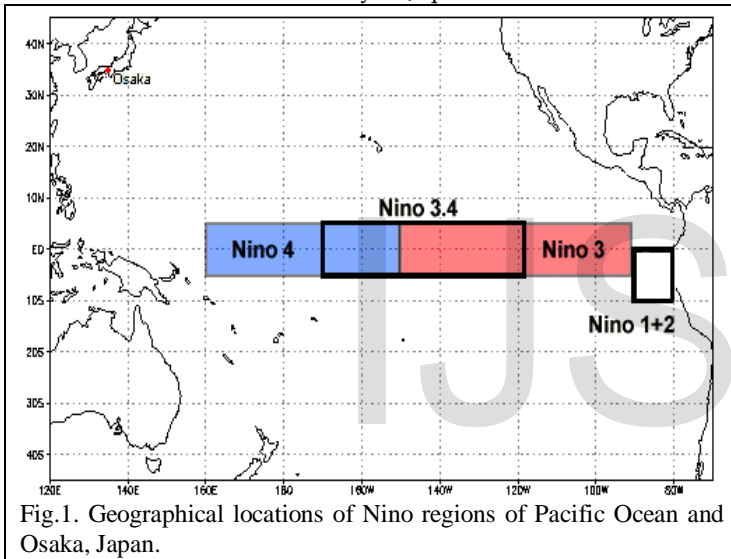 40N
Osaka
30N
20N
10N
Nino 3.4
EQ
Nino 4
Nino 3
10S
Nino 1+2
20S
30S
40S
120E 140E 160E 180 160W 140W 120W 100W 80W
IJS
Fig.1. Geographical locations of Nino regions of Pacific Ocean and
Osaka, Japan.